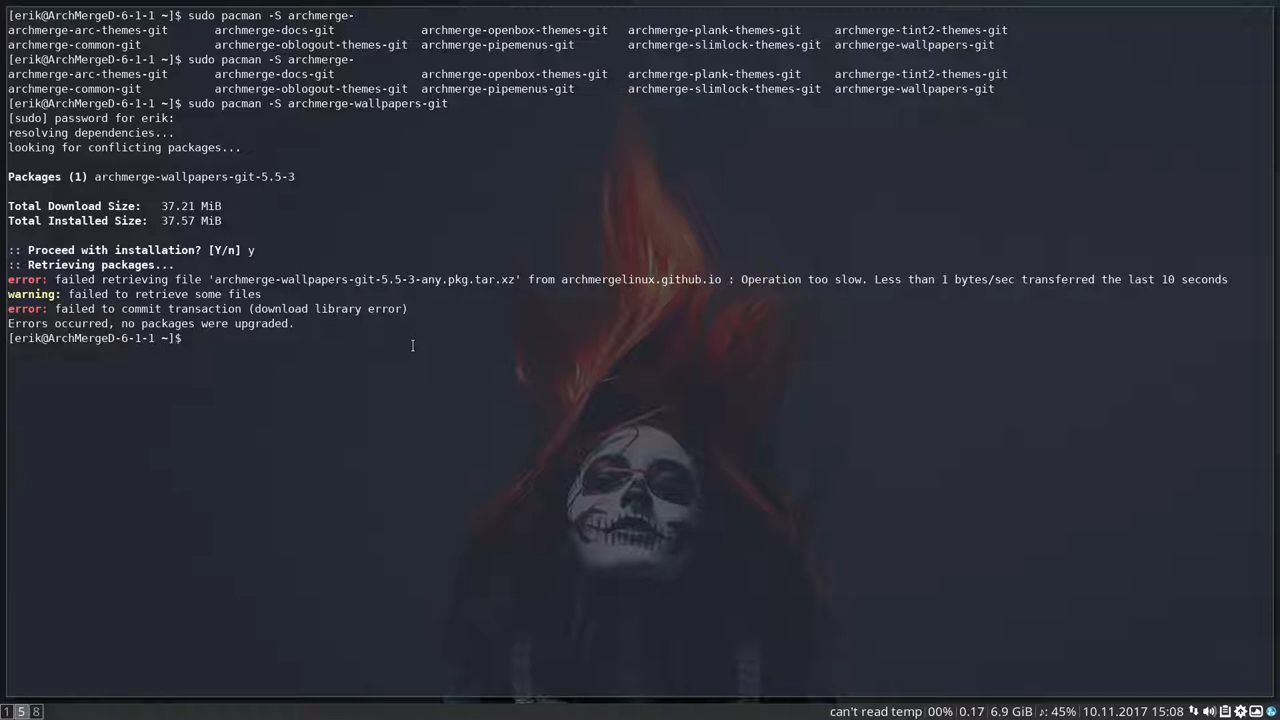 [erik@ArchMergeD-6-1-1 ~]$ sudo pacman -S archmerge-
archmerge-arc-themes-git archmerge-docs-git archmerge-openbox-themes-git archmerge-plank-themes-git archmerge-tint2-themes-git
archmerge-common-git archmerge-oblogout-themes-git archmerge-pipemenus-git archmerge-slimlock-themes-git archmerge-wallpapers-git
[erik@ArchMergeD-6-1-1 ~]$ sudo pacman -S archmerge-
archmerge-arc-themes-git archmerge-docs-git archmerge-openbox-themes-git archmerge-plank-themes-git archmerge-tint2-themes-git
archmerge-common-git archmerge-oblogout-themes-git archmerge-pipemenus-git archmerge-slimlock-themes-git archmerge-wallpapers-git
[erik@ArchMergeD-6-1-1 ~]$ sudo pacman -S archmerge-wallpapers-git
[sudo] password for erik:
resolving dependencies...
looking for conflicting packages...
Packages (1) archmerge-wallpapers-git-5.5-3
Total Download Size: 37.21 MiB
Total Installed Size: 37.57 MiB
:: Proceed with installation? [Y/n] y
:: Retrieving packages...
error: failed retrieving file 'archmerge-wallpapers-git-5.5-3-any.pkg.tar.xz' from archmergelinux.github.io : Operation too slow. Less than 1 bytes/sec transferred the last 10 seconds
warning: failed to retrieve some files
error: failed to commit transaction (download library error)
Errors occurred, no packages were upgraded.
[erik@ArchMergeD-6-1-1 ~]$
1 5 8 can't read temp 00% 0.17 6.9 GiB ♪: 45% 10.11.2017 15:08